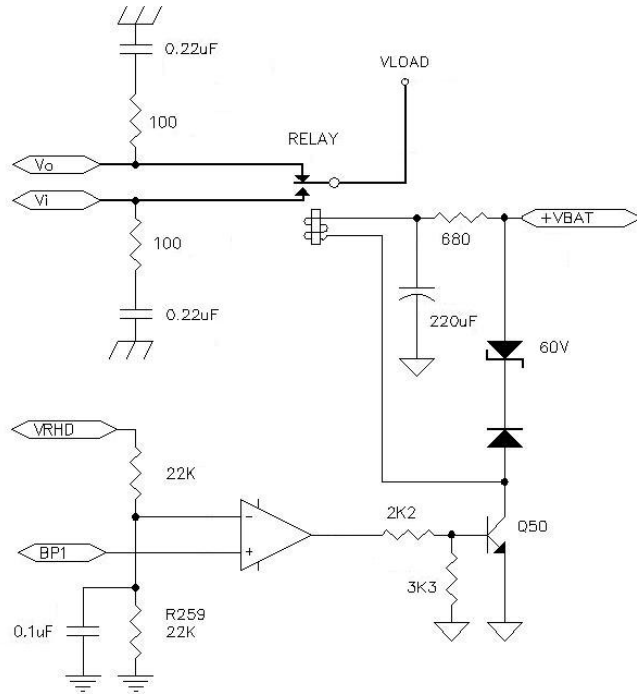 0.22uF
VLOAD
100
RELAY
Vo
Vi
+VBAT
680
100
0.22uF
220uF
60V
VRHD
22K
-
2K2
Q50
BP1
+
3K3
R259
0.1uF
22K